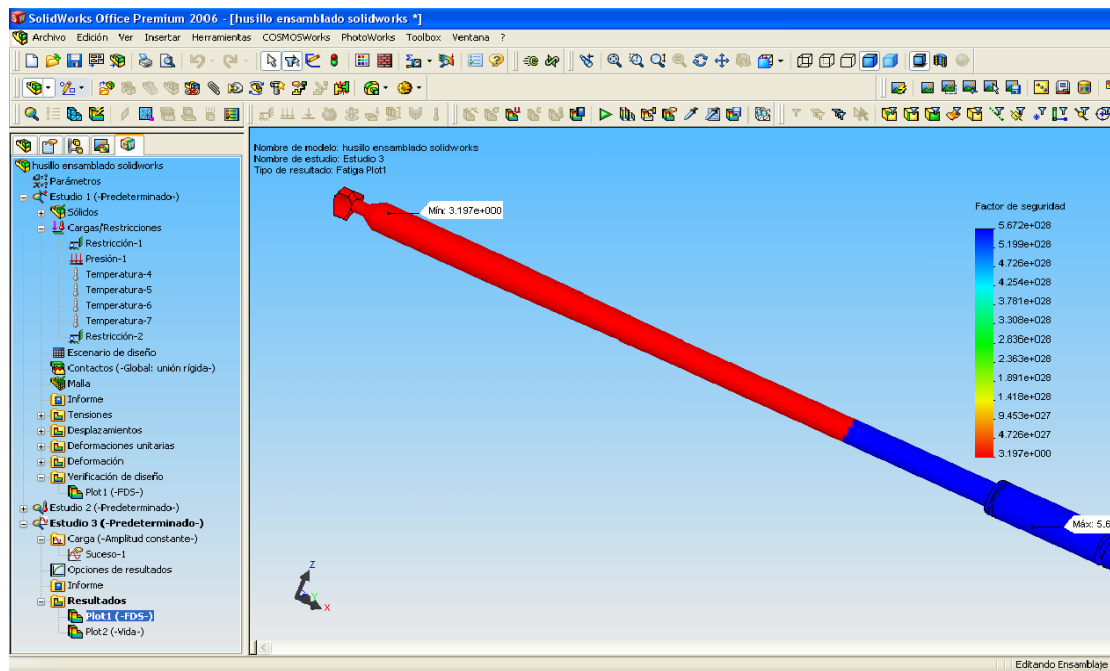 SolidWorks Office Premium 2006 - [husillo ensamblado solidworks *]
Archivo Edición Ver Insertar Herramientas COSMOSWorks PhotoWorks Toolbox Ventana ?
husillo ensamblado solidworks
Parámetros
Estudio 1 (-Predeterminado-)
Sólidos
Cargas/Restricciones
Restricción-1
Presión-1
Temperatura-4
Temperatura-5
Temperatura-6
Temperatura-7
Restricción-2
Escenario de diseño
Contactos (-Global: unión rígida-)
Malla
Informe
Tensiones
Desplazamientos
Deformaciones unitarias
Deformación
Verificación de diseño
Plot1 (-FDS-)
Estudio 2 (-Predeterminado-)
Estudio 3 (-Predeterminado-)
Carga (-Amplitud constante-)
Suceso-1
Opciones de resultados
Informe
Resultados
Plot1 (-FDS-)
Plot2 (-Vida-)
Nombre de modelo: husillo ensamblado solidworks
Nombre de estudio: Estudio 3
Tipo de resultado: Fatiga Plot1
Mín: 3.197e+000
Factor de seguridad
5.672e+028
5.199e+028
4.726e+028
4.254e+028
3.781e+028
3.308e+028
2.836e+028
2.363e+028
1.891e+028
1.418e+028
9.453e+027
4.726e+027
3.197e+000
Máx: 5.6
Z
Y
X
Editando Ensamblaje